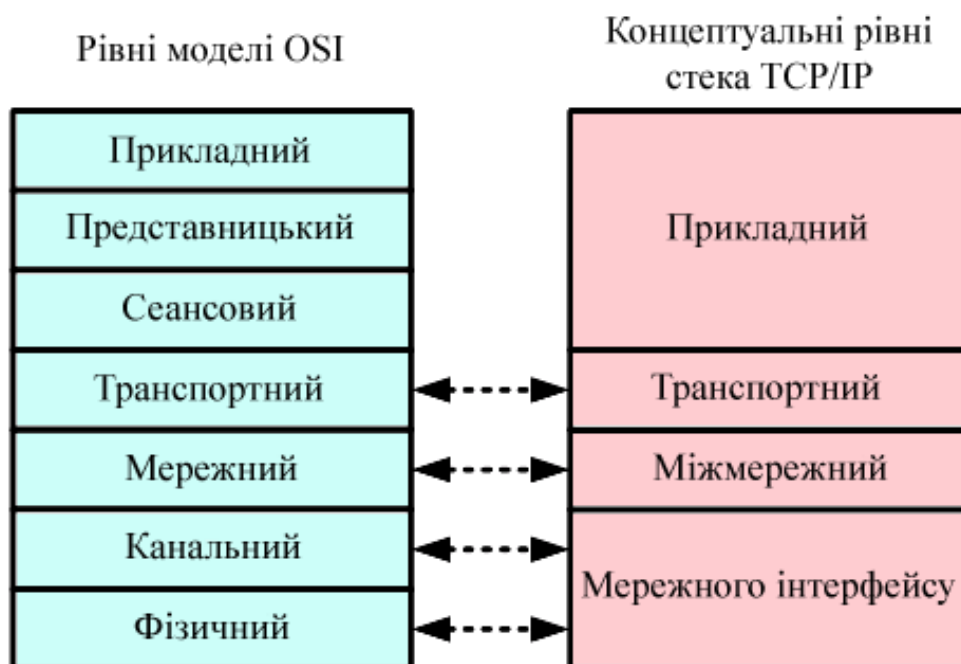 Рівні моделі OSI
Прикладний
Представницький
Сеансовий
Транспортний
Мережний
Канальний
Фізичний
Концептуальні рівні
стека TCP/IP
Прикладний
Транспортний
Міжмережний
Мережного інтерфейсу